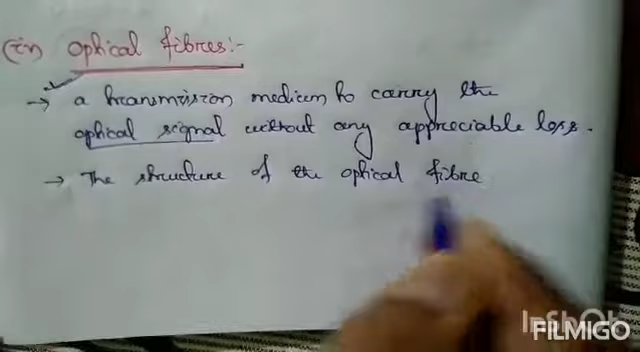 (iii) optical fibres:-
→ a transmission medium to carry the
optical signal without any appreciable loss.
→ The structure of the optical fibre
InShOt
FILMIGO